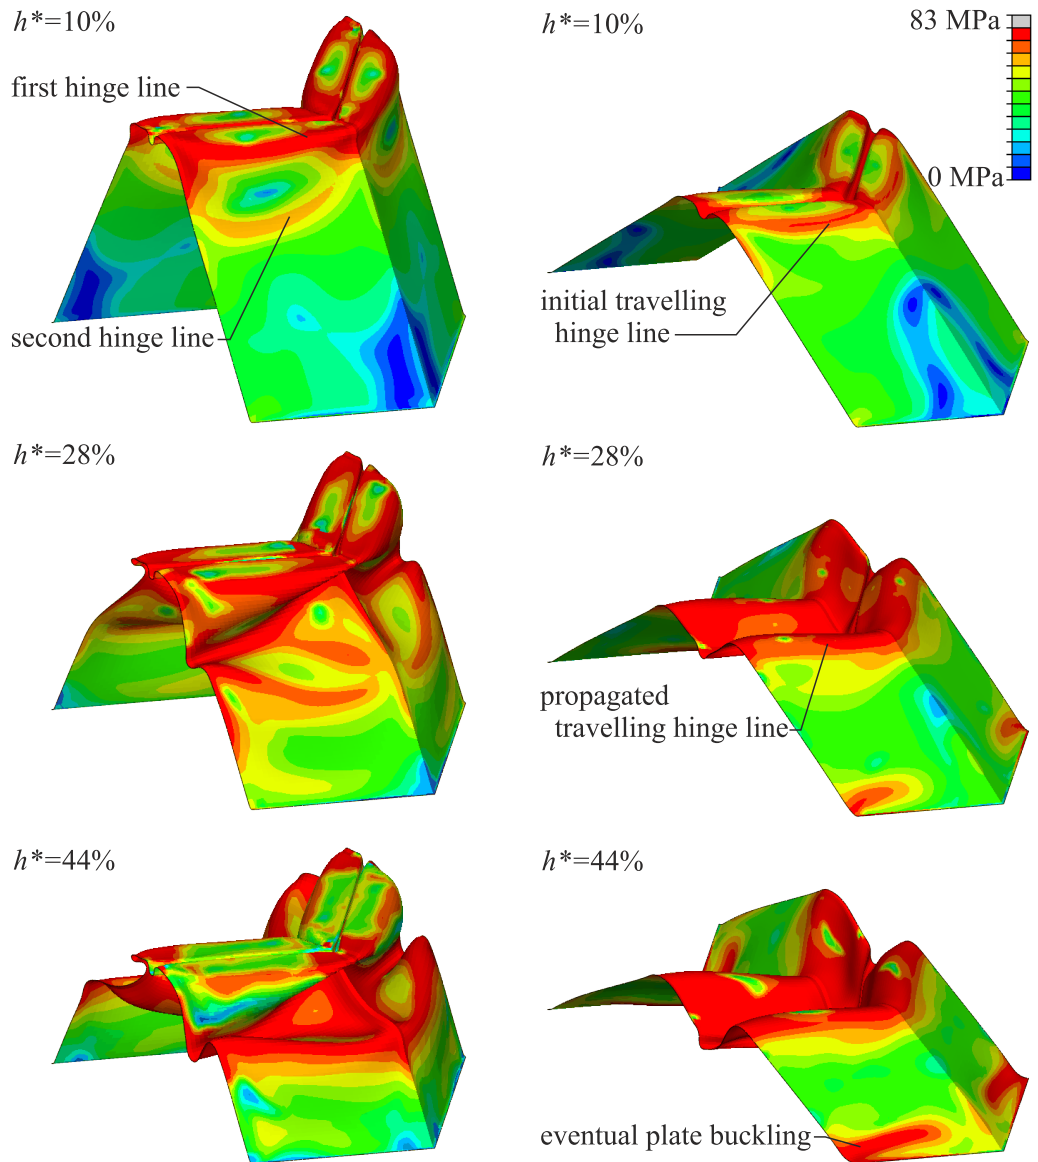 h*=10%
first hinge line
second hinge line
h*=10%
83 MPa
0 MPa
initial travelling
hinge line
h*=28%
h*=28%
propagated
travelling hinge line
h*=44%
h*=44%
eventual plate buckling